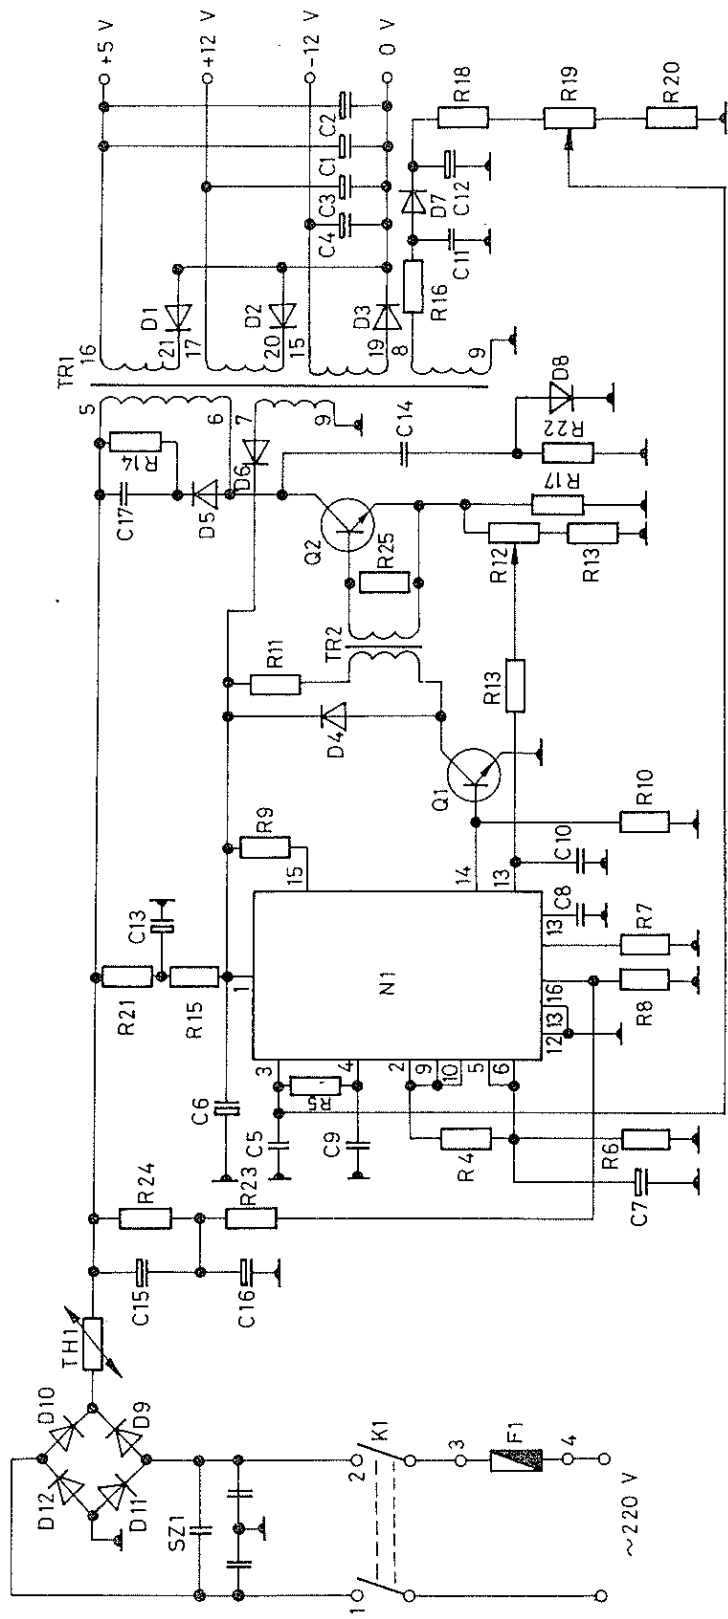 ~220 V
1
2
K1
3
F1
4
SZ1
D12
D10
D11
D9
TH1
C15
R24
C16
R23
C6
R21
C13
R15
C5
R5
C9
R4
C7
R6
N1
1
3
4
2
9
10
5
6
12
13
16
13
13
14
15
R8
R7
C8
C10
R10
R9
Q1
D4
R11
TR2
R25
Q2
R13
R12
R13
R17
R22
D8
C14
C17
R14
D5
D6
TR1
5
6
7
9
16
21
17
20
15
19
8
9
D1
D2
D3
R16
C11
D7
C12
C4
C3
C1
C2
R18
R19
R20
+5 V
+12 V
-12 V
0 V